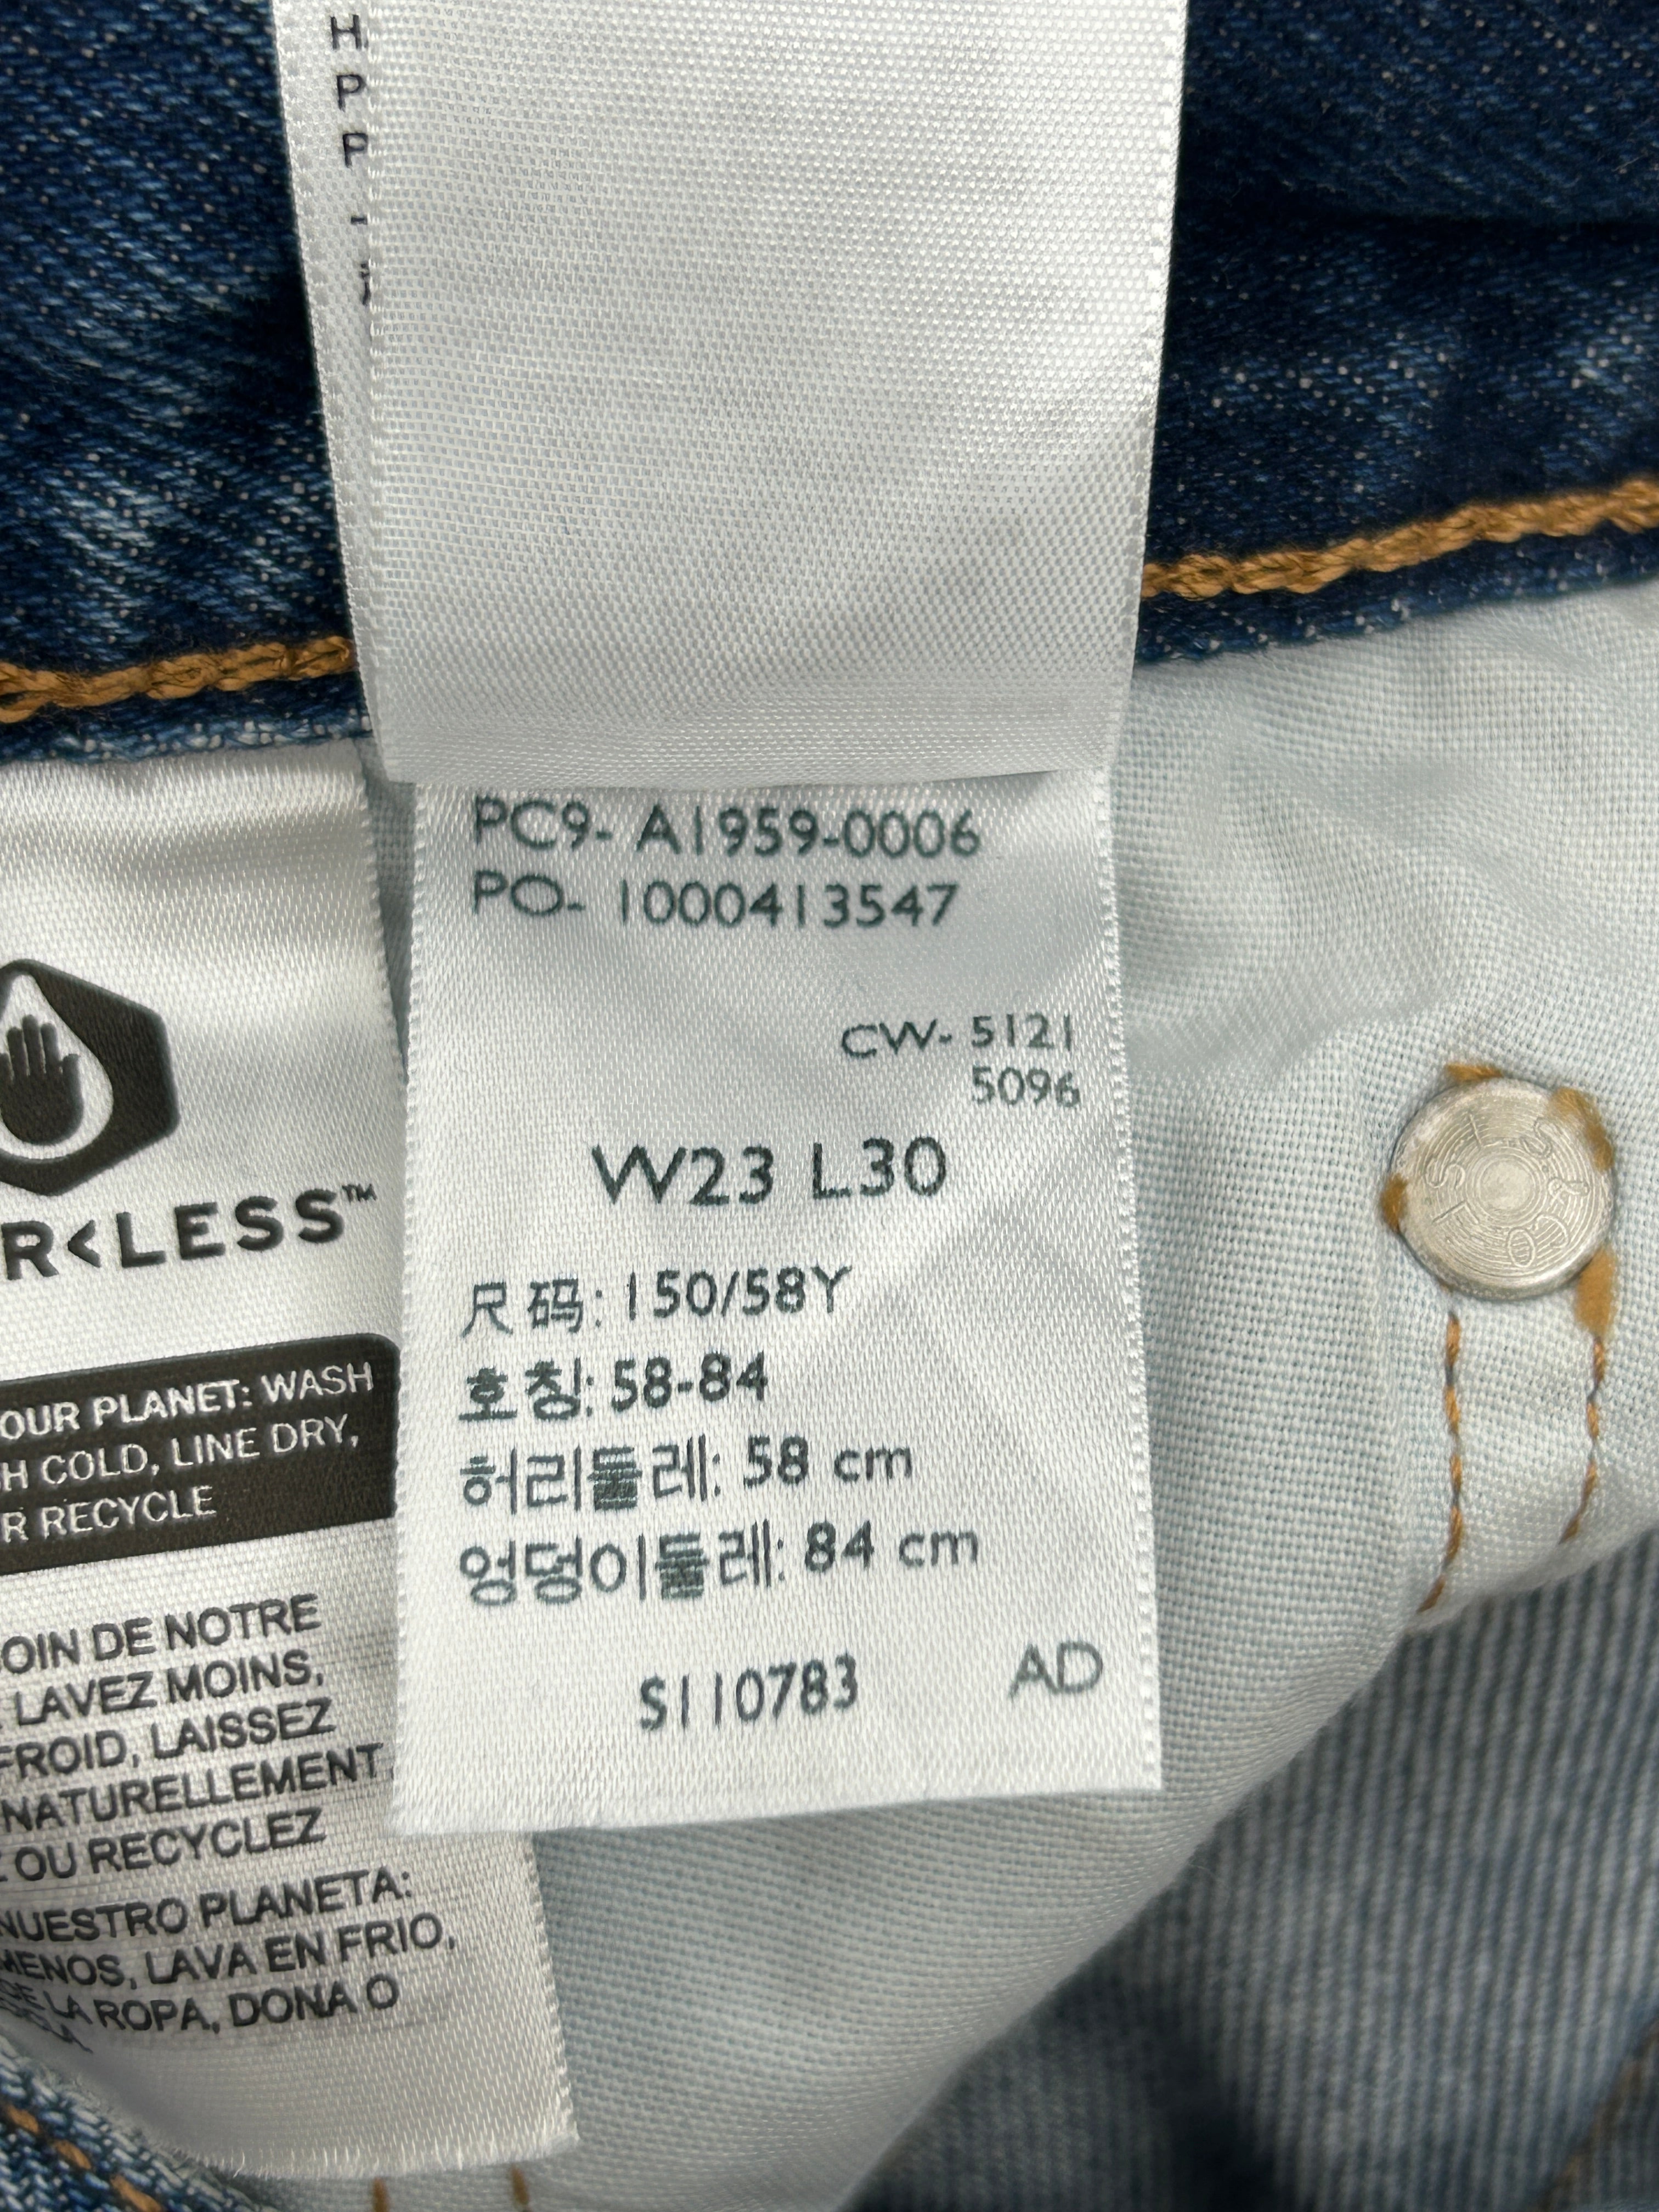 H
P
P
PC9- A1959-0006
PO- 1000413547
CW- 5121
5096
W23 L30
尺码: 150/58Y
호칭: 58-84
허리둘레: 58 cm
엉덩이둘레: 84 cm
S110783 AD
R<LESS™
OUR PLANET: WASH
H COLD, LINE DRY,
R RECYCLE
OIN DE NOTRE
LAVEZ MOINS,
FROID, LAISSEZ
NATURELLEMENT
OU RECYCLEZ
NUESTRO PLANETA:
MENOS, LAVA EN FRIO,
LA ROPA, DONA O